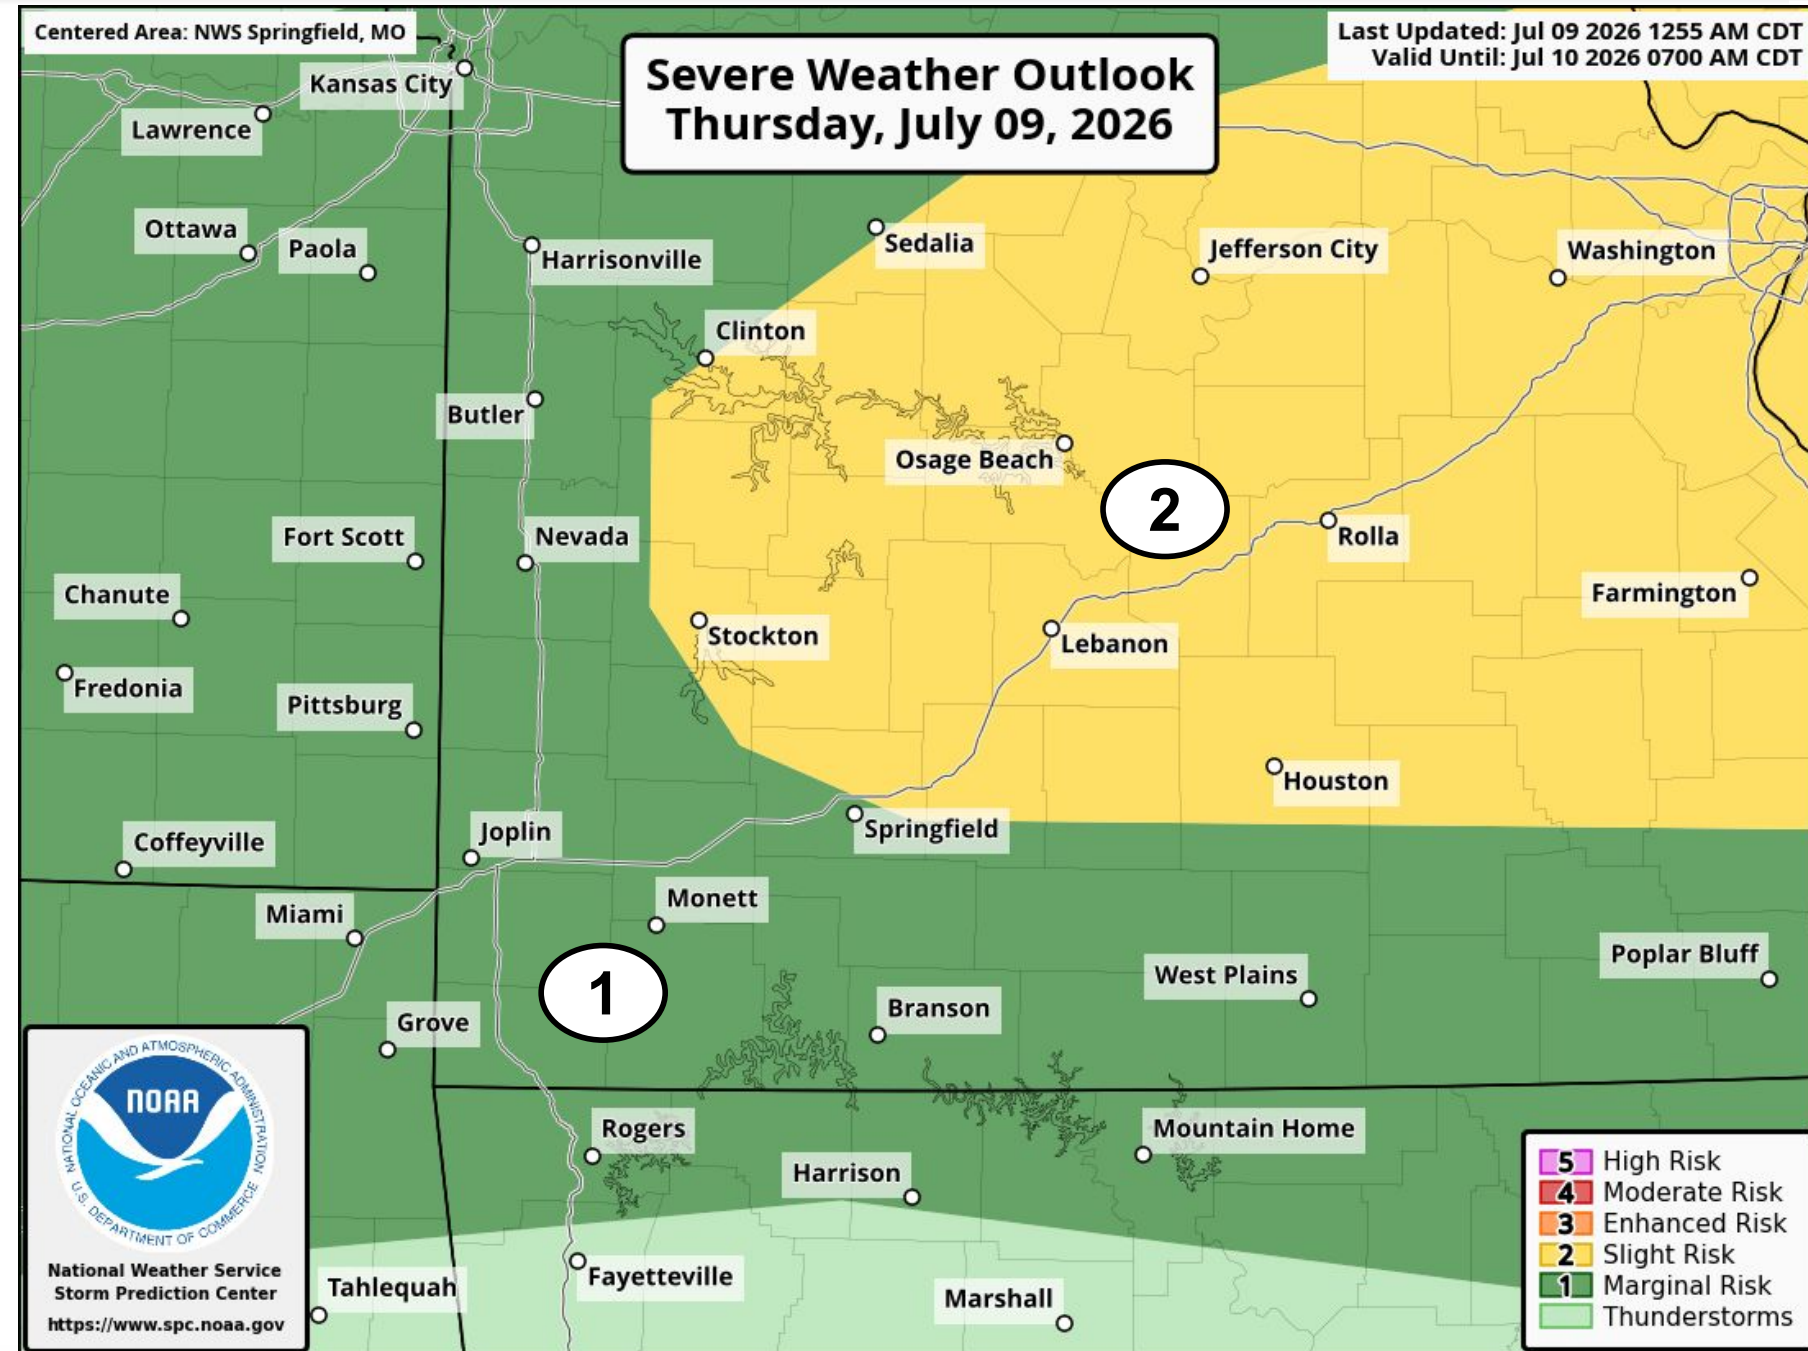 Centered Area: NWS Springfield, MO
Last Updated: Jul 09 2026 1255 AM CDT
Valid Until: Jul 10 2026 0700 AM CDT
Severe Weather Outlook
Thursday, July 09, 2026
Kansas City
Lawrence
Ottawa
Paola
Harrisonville
Sedalia
Jefferson City
Washington
Clinton
Butler
Osage Beach
2
Fort Scott
Nevada
Rolla
Chanute
Farmington
Stockton
Lebanon
Fredonia
Pittsburg
Houston
Coffeyville
Joplin
Springfield
Monett
Miami
Poplar Bluff
West Plains
1
Branson
Grove
Rogers
Mountain Home
Harrison
Fayetteville
Tahlequah
Marshall
NATIONAL OCEANIC AND ATMOSPHERIC ADMINISTRATION
NOAA
U.S. DEPARTMENT OF COMMERCE
National Weather Service
Storm Prediction Center
https://www.spc.noaa.gov
5 High Risk
4 Moderate Risk
3 Enhanced Risk
2 Slight Risk
1 Marginal Risk
Thunderstorms